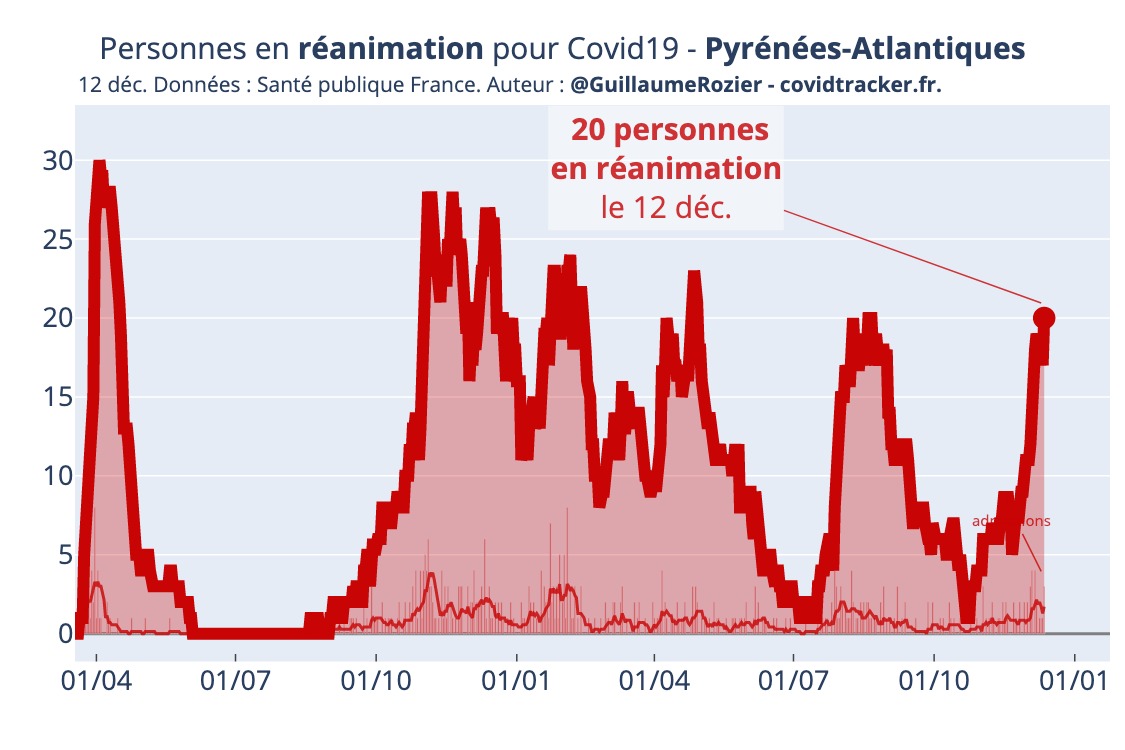 Personnes en réanimation pour Covid19 - Pyrénées-Atlantiques
12 déc. Données : Santé publique France. Auteur : @GuillaumeRozier - covidtracker.fr.
20 personnes
en réanimation
le 12 déc.
30
25
20
15
10
5
0
admissions
01/04
01/07
01/10
01/01
01/04
01/07
01/10
01/01